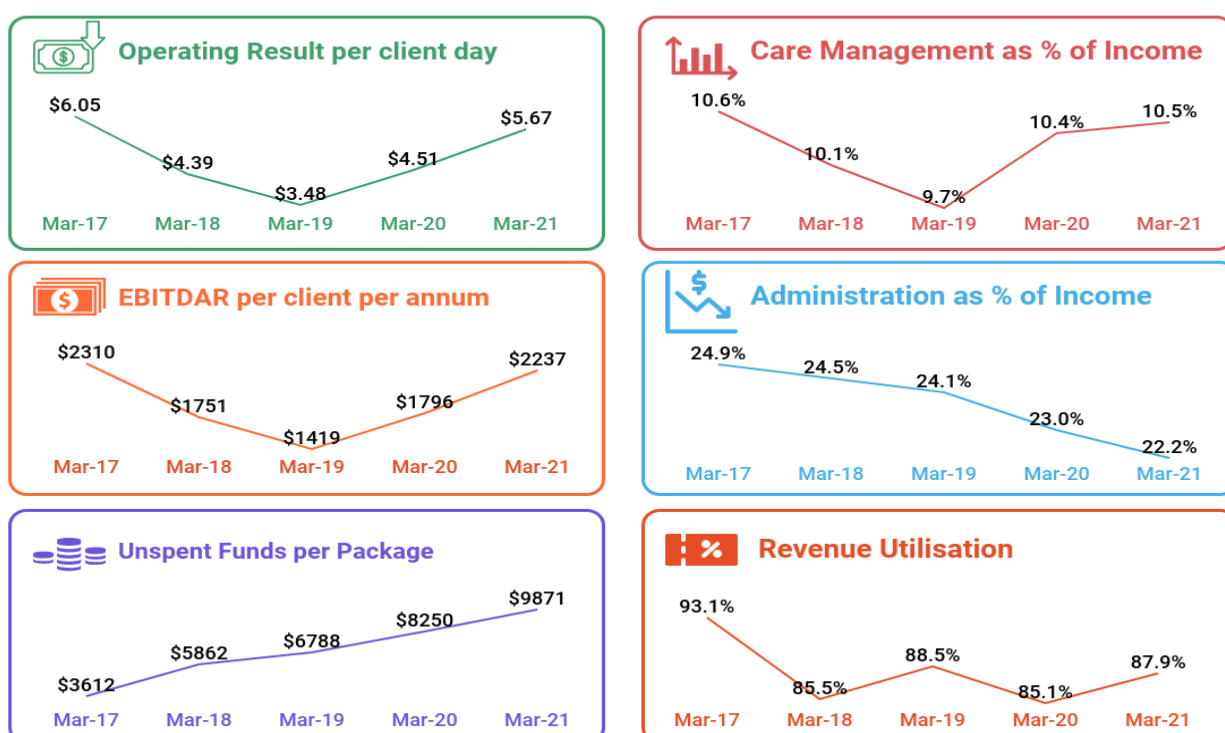 Operating Result per client day
$6.05
$4.39
$3.48
$4.51
$5.67
Mar-17 Mar-18 Mar-19 Mar-20 Mar-21
Care Management as % of Income
10.6%
10.1%
9.7%
10.4%
10.5%
Mar-17 Mar-18 Mar-19 Mar-20 Mar-21
$
EBITDAR per client per annum
$2310
$1751
$1419
$1796
$2237
Mar-17 Mar-18 Mar-19 Mar-20 Mar-21
$
Administration as % of Income
24.9%
24.5%
24.1%
23.0%
22.2%
Mar-17 Mar-18 Mar-19 Mar-20 Mar-21
Unspent Funds per Package
$3612
$5862
$6788
$8250
$9871
Mar-17 Mar-18 Mar-19 Mar-20 Mar-21
%
Revenue Utilisation
93.1%
85.5%
88.5%
85.1%
87.9%
Mar-17 Mar-18 Mar-19 Mar-20 Mar-21